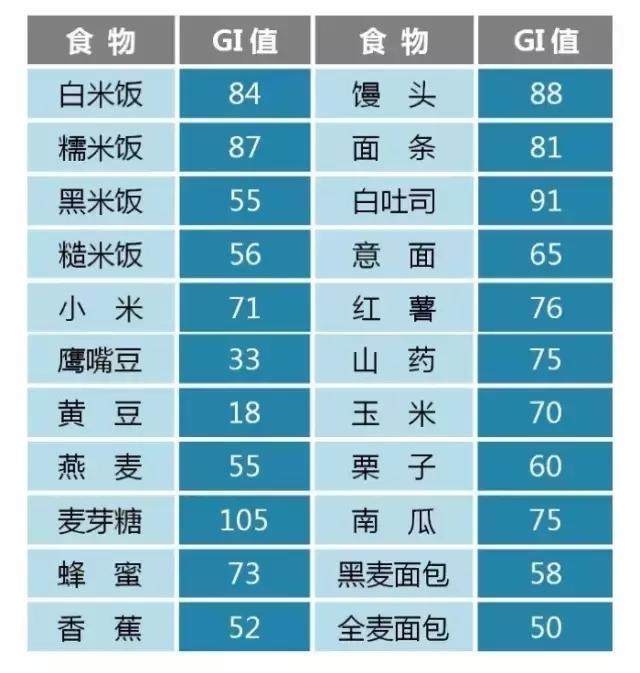 食物 GI值 食物 GI值
白米饭 84 馒头 88
糯米饭 87 面条 81
黑米饭 55 白吐司 91
糙米饭 56 意面 65
小米 71 红薯 76
鹰嘴豆 33 山药 75
黄豆 18 玉米 70
燕麦 55 栗子 60
麦芽糖 105 南瓜 75
蜂蜜 73 黑麦面包 58
香蕉 52 全麦面包 50